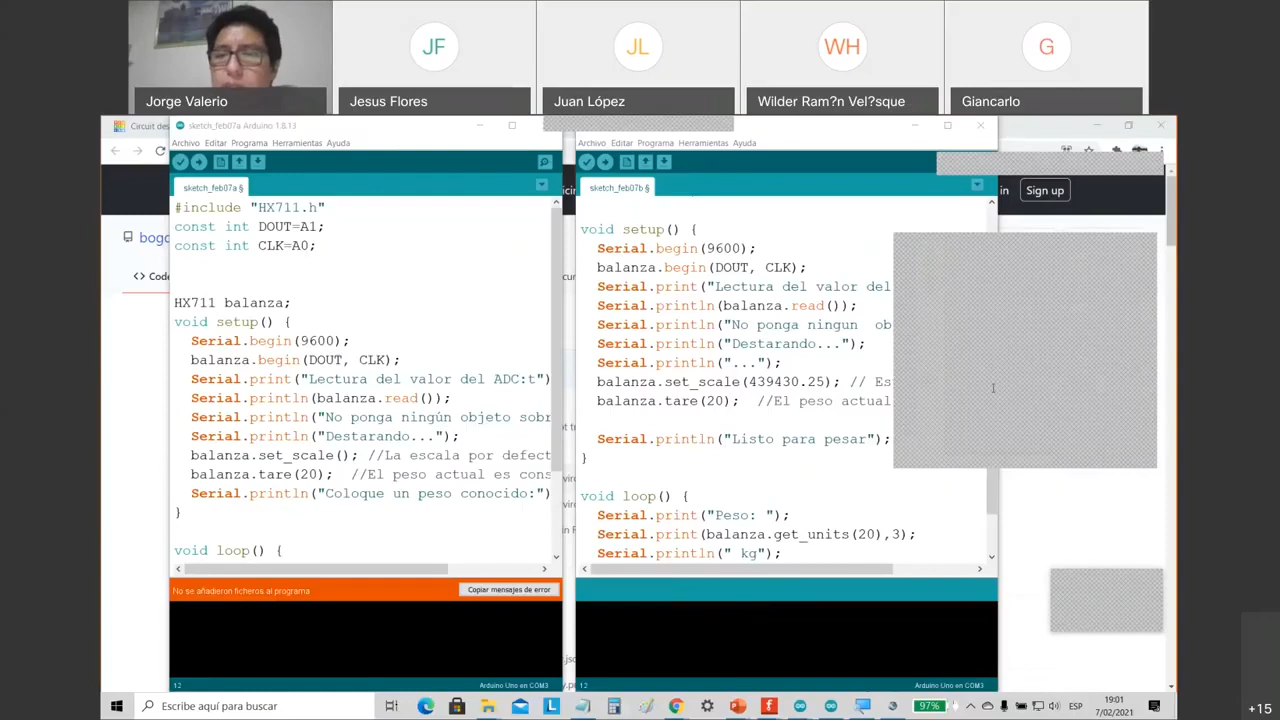 JF
JL
WH
G
Jorge Valerio
Jesus Flores
Juan López
Wilder Ram?n Vel?sque
Giancarlo
Circuit des
sketch_feb07a Arduino 1.8.13
Archivo Editar Programa Herramientas Ayuda
sketch_feb07a §
#include "HX711.h"
const int DOUT=A1;
const int CLK=A0;
HX711 balanza;
void setup() {
Serial.begin(9600);
balanza.begin(DOUT, CLK);
Serial.print("Lectura del valor del ADC:t")
Serial.println(balanza.read());
Serial.println("No ponga ningún objeto sobr
Serial.println("Destarando...");
balanza.set_scale(); //La escala por defect
balanza.tare(20); //El peso actual es cons
Serial.println("Coloque un peso conocido:")
}
void loop() {
No se añadieron ficheros al programa
Copiar mensajes de error
12
Arduino Uno en COM3
Archivo Editar Programa Herramientas Ayuda
sketch_feb07b §
void setup() {
Serial.begin(9600);
balanza.begin(DOUT, CLK);
Serial.print("Lectura del valor del
Serial.println(balanza.read());
Serial.println("No ponga ningun ob
Serial.println("Destarando...");
Serial.println("...");
balanza.set_scale(439430.25); // Es
balanza.tare(20); //El peso actual
Serial.println("Listo para pesar");
}
void loop() {
Serial.print("Peso: ");
Serial.print(balanza.get_units(20),3);
Serial.println(" kg");
12
Arduino Uno en COM3
in
Sign up
bogo
<> Code
Escribe aquí para buscar
97%
ESP
19:01
7/02/2021
+15